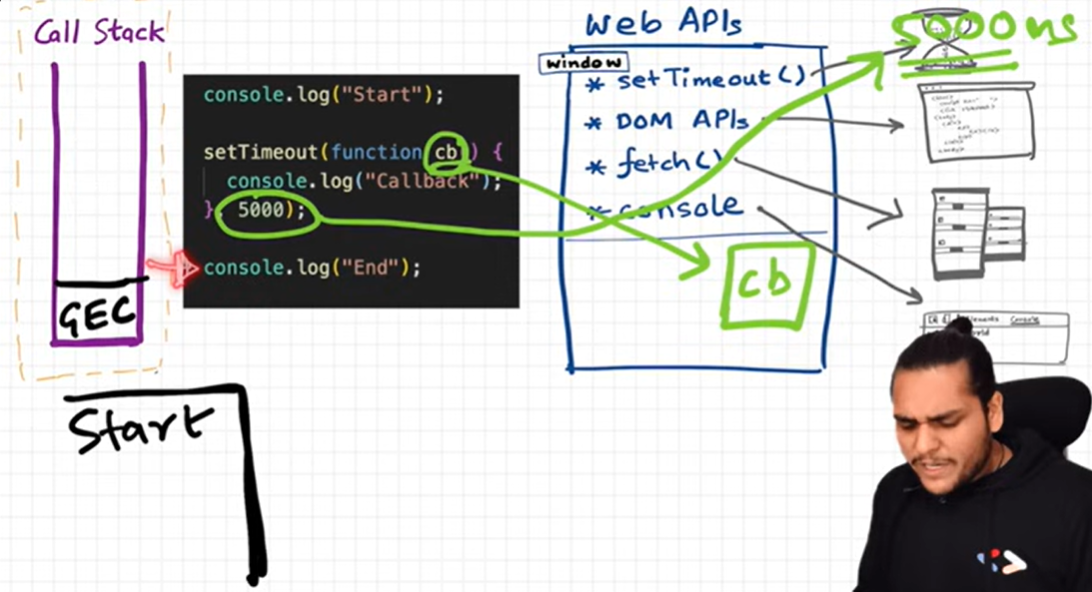 Call Stack
GEC
console.log("Start");
setTimeout(function cb() {
console.log("Callback");
}, 5000);
console.log("End");
Web APIs
window
* setTimeout()
* DOM APIs
* fetch()
* console
cb
5000ms
Console
Start